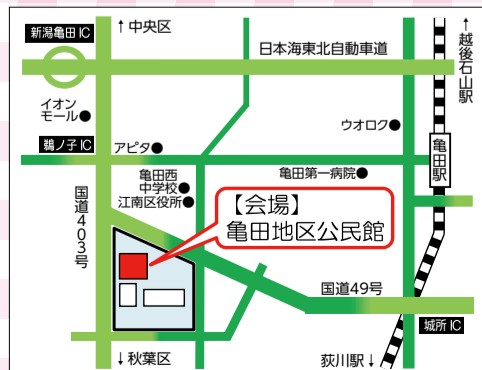 新潟亀田IC
↑中央区
日本海東北自動車道
↑越後石山駅
イオン
モール●
ウオロク●
鵜ノ子IC
アピタ●
亀田駅
亀田西
中学校●
江南区役所●
亀田第一病院●
国道403号
【会場】
亀田地区公民館
国道49号
城所IC
↓秋葉区
荻川駅↓